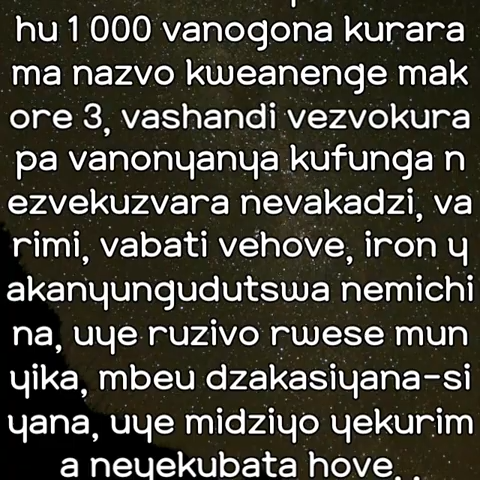 hu 1 000 vanogona kurara
ma nazvo kweanenge mak
ore 3, vashandi vezvokura
pa vanonyanya kufunga n
ezvekuzvara nevakadzi, va
rimi, vabati vehove, iron y
akanyungudutswa nemichi
na, uye ruzivo rwese mun
yika, mbeu dzakasiyana-si
yana, uye midziyo yekurim
a neyekubata hove,